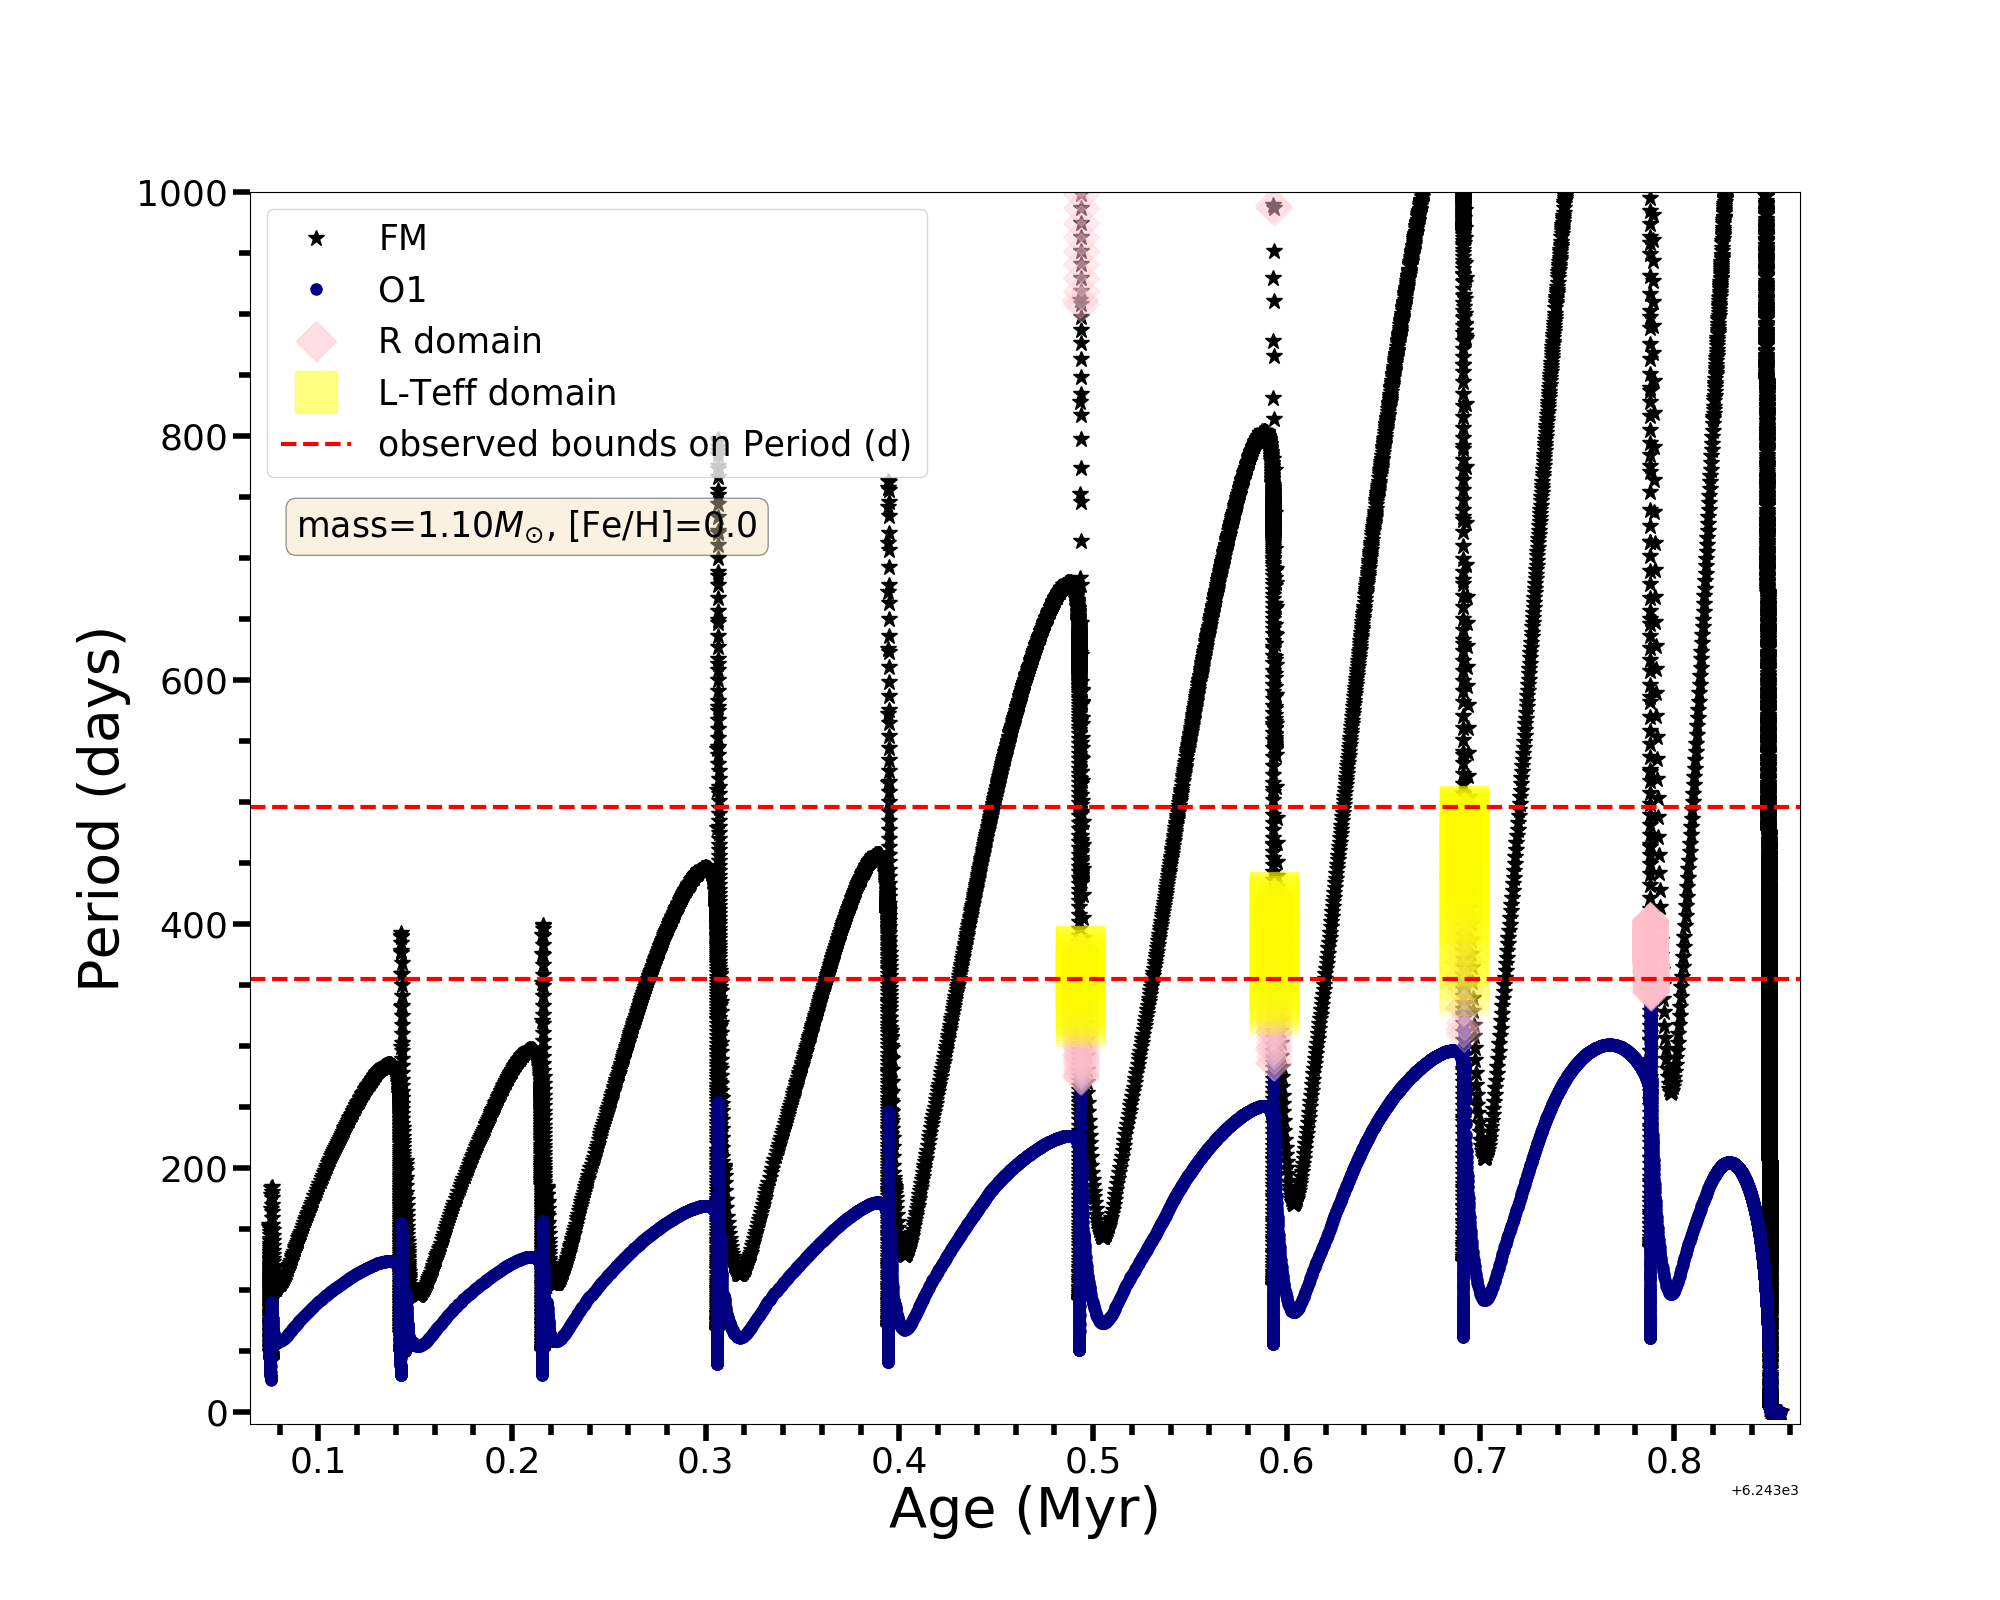 1000
800
600
400
200
0
Period (days)
FM
O1
R domain
L-Teff domain
observed bounds on Period (d)
mass=1.10M⊙, [Fe/H]=0.0
0.1 0.2 0.3 0.4 0.5 0.6 0.7 0.8
+6.243e3
Age (Myr)